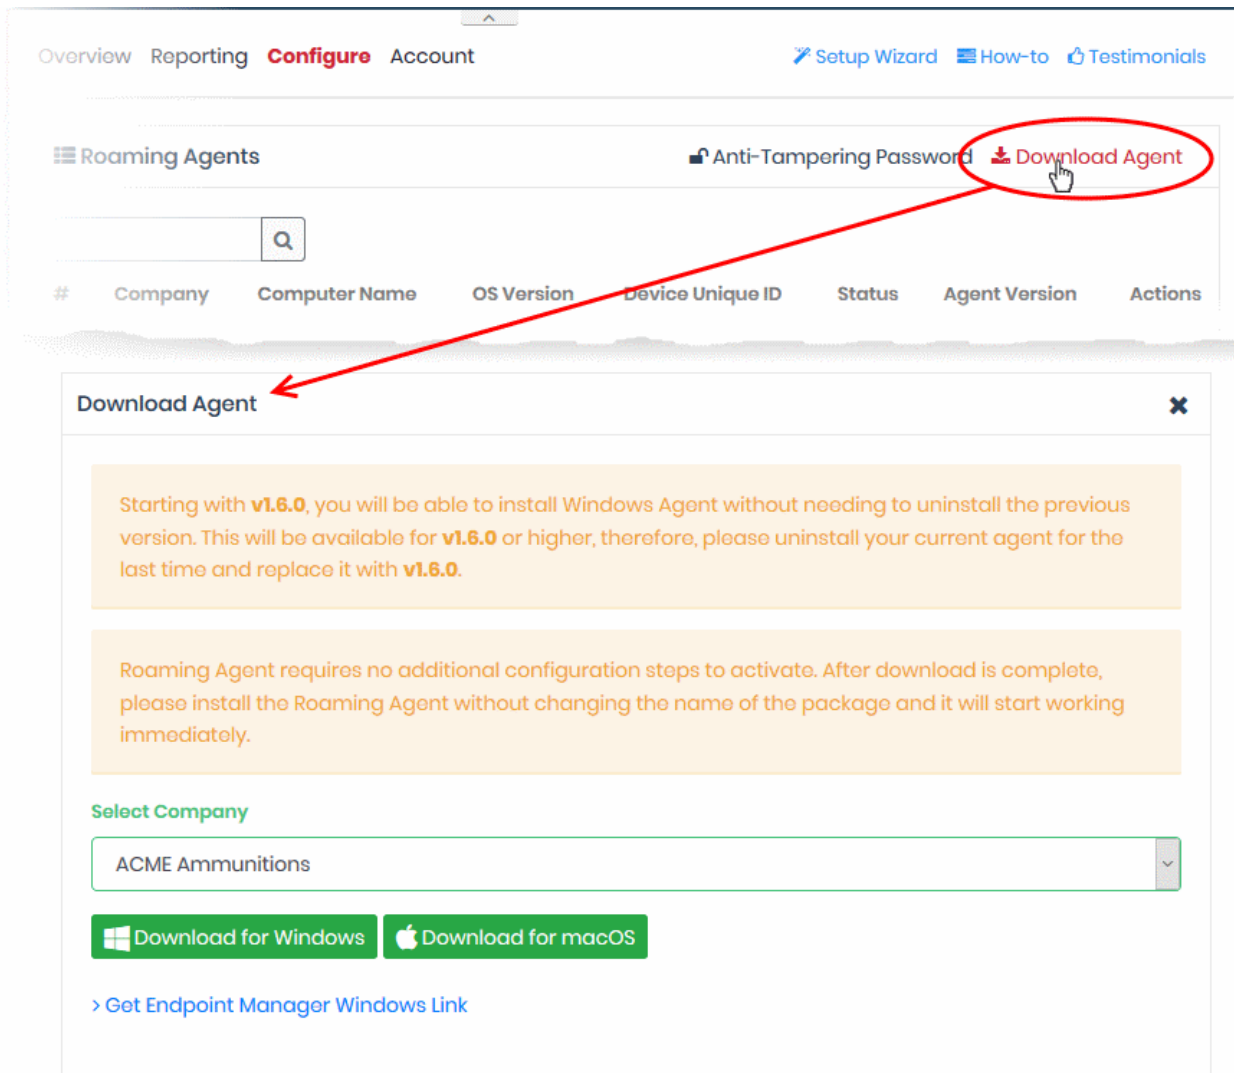 Overview Reporting Configure Account Setup Wizard How-to Testimonials
Roaming Agents Anti-Tampering Password Download Agent
# Company Computer Name OS Version Device Unique ID Status Agent Version Actions
Download Agent
Starting with v1.6.0, you will be able to install Windows Agent without needing to uninstall the previous
version. This will be available for v1.6.0 or higher, therefore, please uninstall your current agent for the
last time and replace it with v1.6.0.
Roaming Agent requires no additional configuration steps to activate. After download is complete,
please install the Roaming Agent without changing the name of the package and it will start working
immediately.
Select Company
ACME Ammunitions
Download for Windows Download for macOS
> Get Endpoint Manager Windows Link